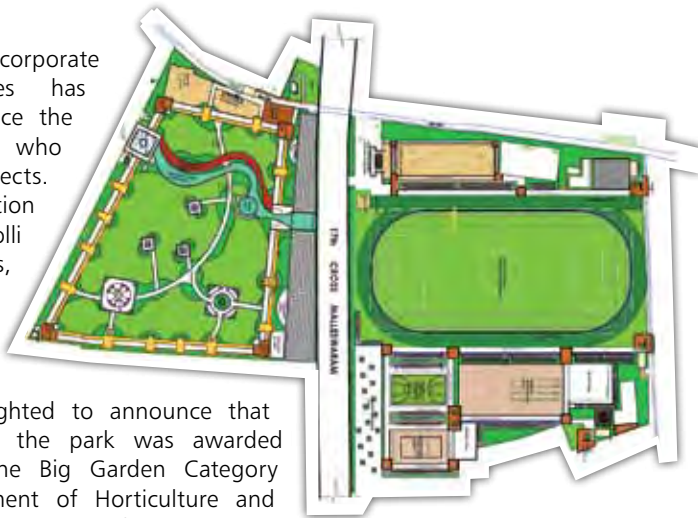 corporate
es has
ce the
who
ects.
tion
olli
s,
17th CROSS MALLESWARAM
ghted to announce that
the park was awarded
he Big Garden Category
ment of Horticulture and